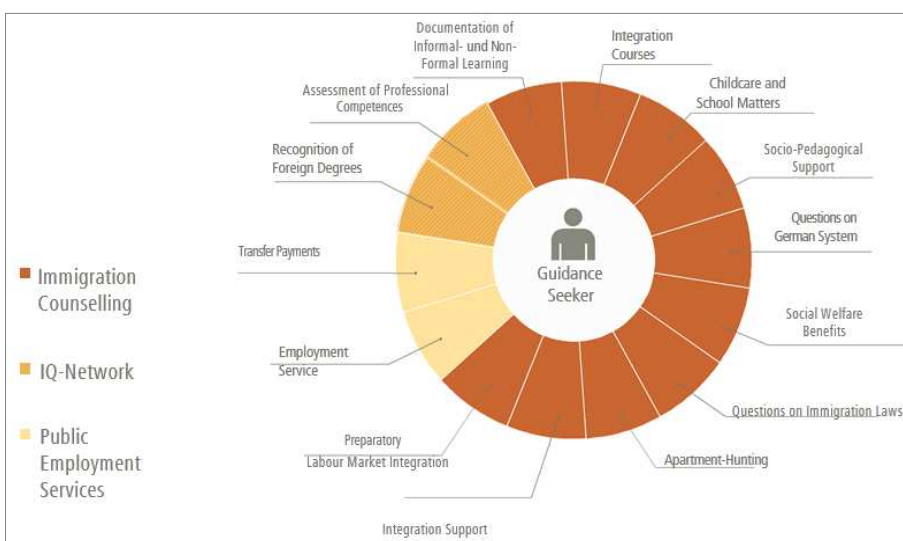 Documentation of
Informal- und Non-
Formal Learning
Integration
Courses
Assessment of Professional
Competences
Childcare and
School Matters
Recognition of
Foreign Degrees
Socio-Pedagogical
Support
Transfer Payments
Questions on
German System
Guidance
Seeker
Immigration
Counselling
Social Welfare
Benefits
Employment
Service
IQ-Network
Questions on Immigration Laws
Public
Employment
Services
Preparatory
Labour Market Integration
Apartment-Hunting
Integration Support